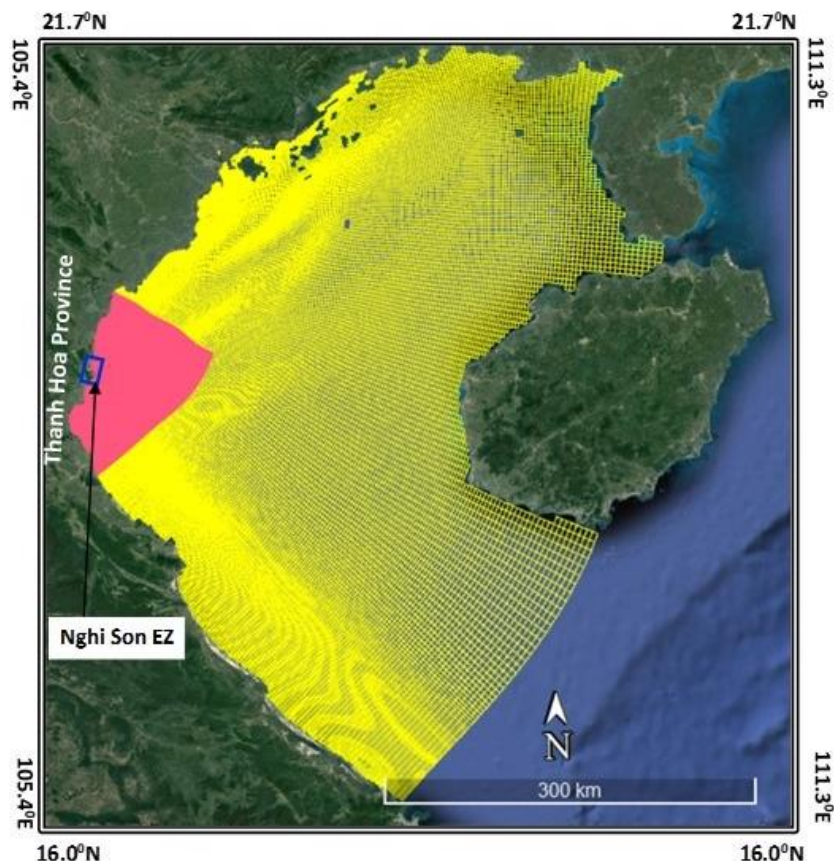 21.7⁰N
21.7⁰N
105.4⁰E
111.3⁰E
Thanh Hoa Province
Nghi Son EZ
N
300 km
105.4⁰E
111.3⁰E
16.0⁰N
16.0⁰N